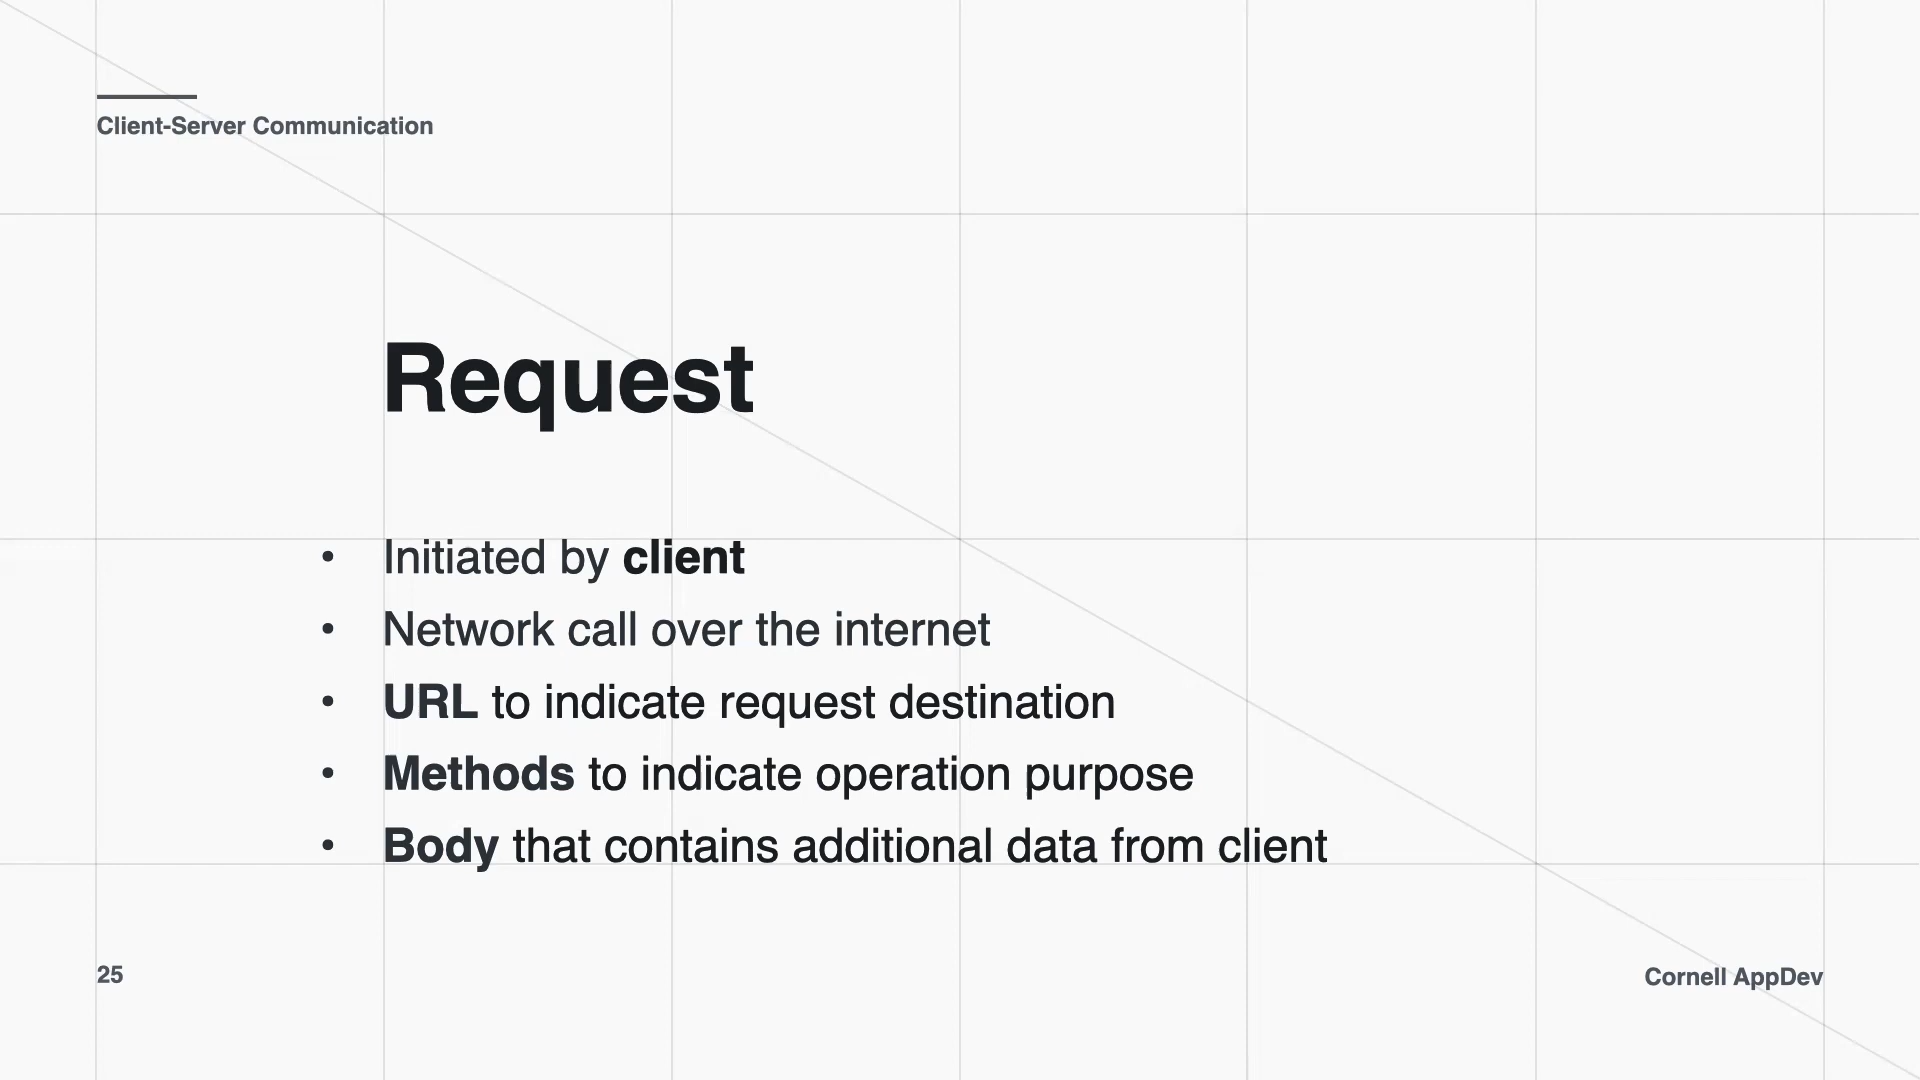 Client-Server Communication
Request
• Initiated by client
• Network call over the internet
• URL to indicate request destination
• Methods to indicate operation purpose
• Body that contains additional data from client
25
Cornell AppDev